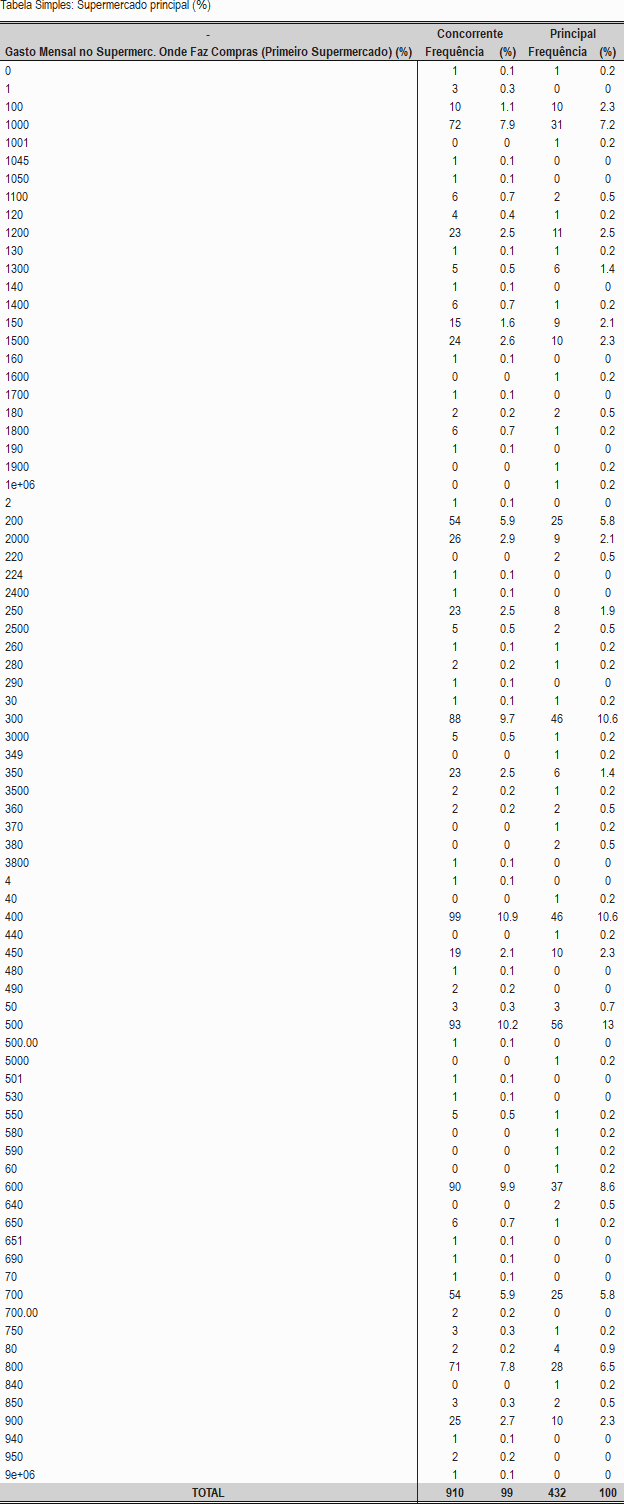 Tabela Simples: Supermercado principal (%)
- Concorrente Principal
Gasto Mensal no Supermerc. Onde Faz Compras (Primeiro Supermercado) (%) Frequência (%) Frequência (%)
0 1 0.1 1 0.2
1 3 0.3 0 0
100 10 1.1 10 2.3
1000 72 7.9 31 7.2
1001 0 0 1 0.2
1045 1 0.1 0 0
1050 1 0.1 0 0
1100 6 0.7 2 0.5
120 4 0.4 1 0.2
1200 23 2.5 11 2.5
130 1 0.1 1 0.2
1300 5 0.5 6 1.4
140 1 0.1 0 0
1400 6 0.7 1 0.2
150 15 1.6 9 2.1
1500 24 2.6 10 2.3
160 1 0.1 0 0
1600 0 0 1 0.2
1700 1 0.1 0 0
180 2 0.2 2 0.5
1800 6 0.7 1 0.2
190 1 0.1 0 0
1900 0 0 1 0.2
1e+06 0 0 1 0.2
2 1 0.1 0 0
200 54 5.9 25 5.8
2000 26 2.9 9 2.1
220 0 0 2 0.5
224 1 0.1 0 0
2400 1 0.1 0 0
250 23 2.5 8 1.9
2500 5 0.5 2 0.5
260 1 0.1 1 0.2
280 2 0.2 1 0.2
290 1 0.1 0 0
30 1 0.1 1 0.2
300 88 9.7 46 10.6
3000 5 0.5 1 0.2
349 0 0 1 0.2
350 23 2.5 6 1.4
3500 2 0.2 1 0.2
360 2 0.2 2 0.5
370 0 0 1 0.2
380 0 0 2 0.5
3800 1 0.1 0 0
4 1 0.1 0 0
40 0 0 1 0.2
400 99 10.9 46 10.6
440 0 0 1 0.2
450 19 2.1 10 2.3
480 1 0.1 0 0
490 2 0.2 0 0
50 3 0.3 3 0.7
500 93 10.2 56 13
500.00 1 0.1 0 0
5000 0 0 1 0.2
501 1 0.1 0 0
530 1 0.1 0 0
550 5 0.5 1 0.2
580 0 0 1 0.2
590 0 0 1 0.2
60 0 0 1 0.2
600 90 9.9 37 8.6
640 0 0 2 0.5
650 6 0.7 1 0.2
651 1 0.1 0 0
690 1 0.1 0 0
70 1 0.1 0 0
700 54 5.9 25 5.8
700.00 2 0.2 0 0
750 3 0.3 1 0.2
80 2 0.2 4 0.9
800 71 7.8 28 6.5
840 0 0 1 0.2
850 3 0.3 2 0.5
900 25 2.7 10 2.3
940 1 0.1 0 0
950 2 0.2 0 0
9e+06 1 0.1 0 0
TOTAL 910 99 432 100